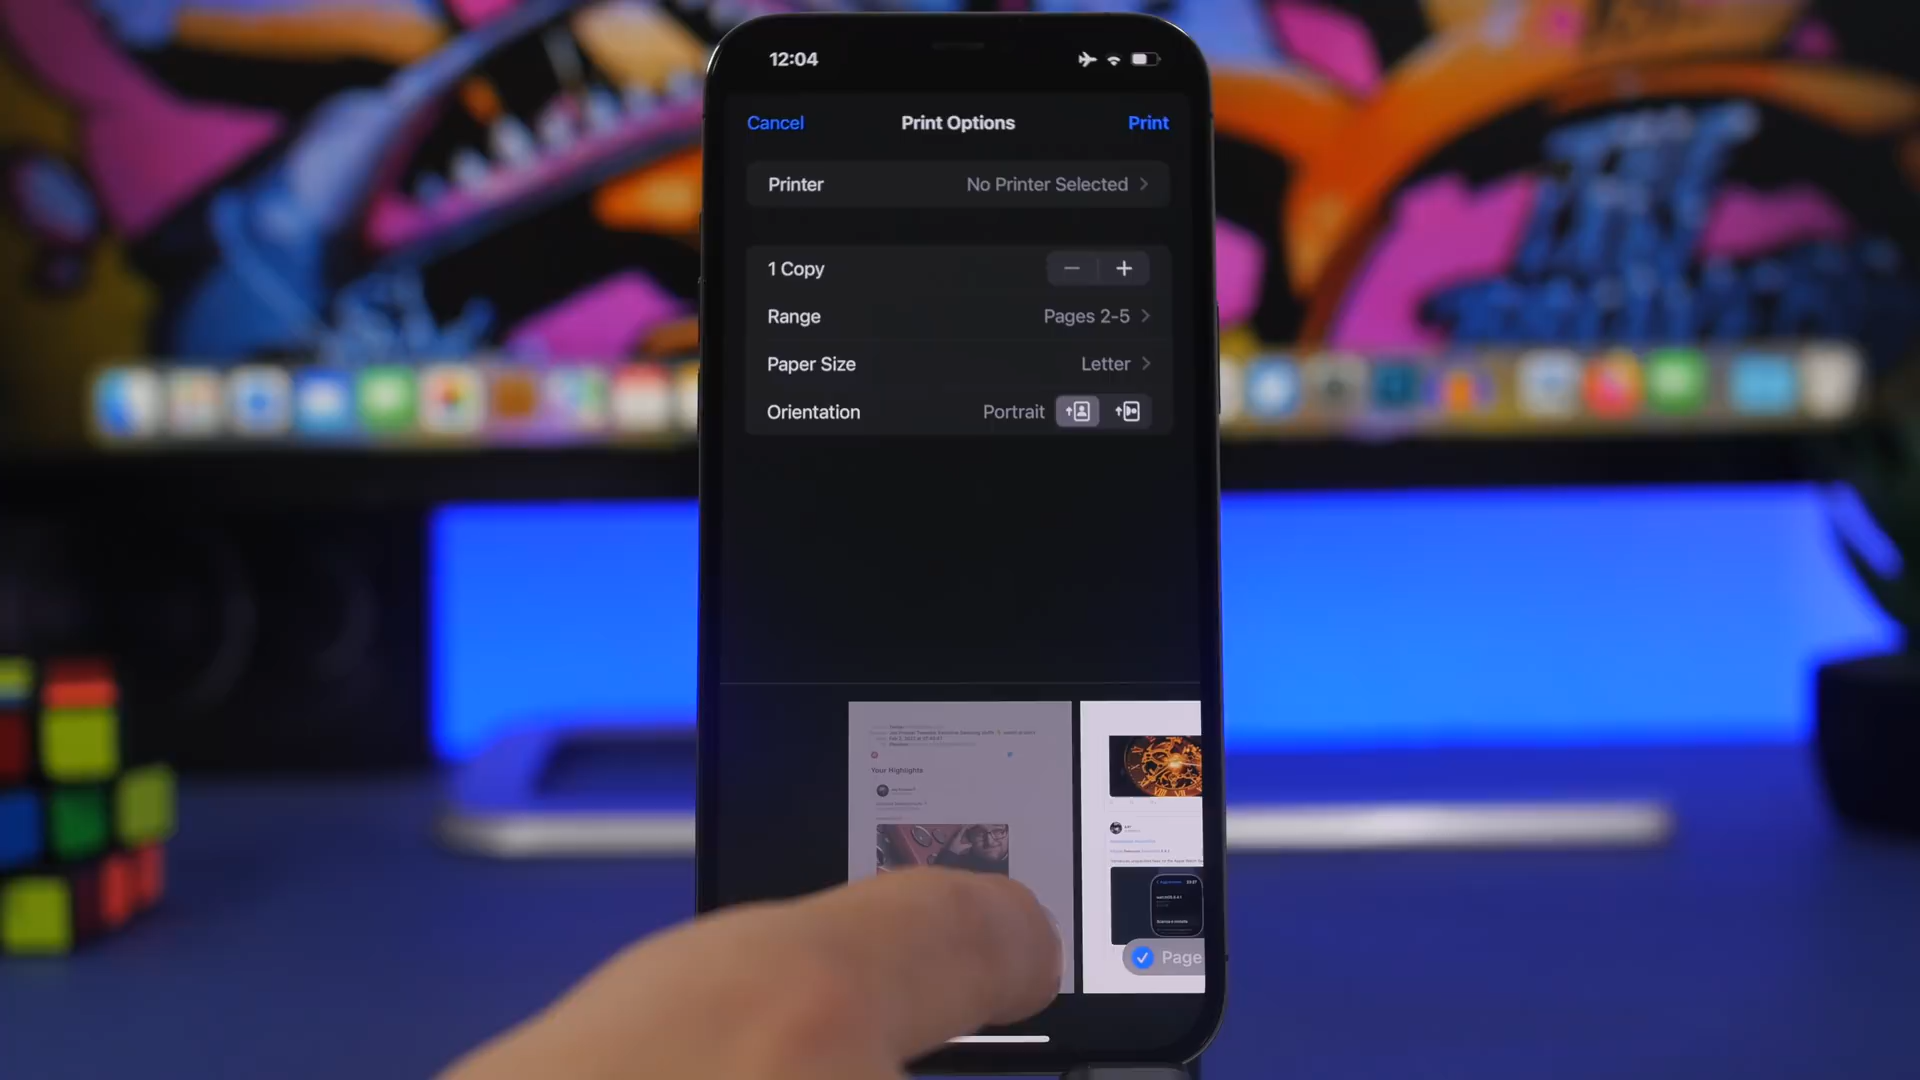 12:04
Cancel Print Options Print
Printer No Printer Selected
1 Copy
Range Pages 2-5
Paper Size Letter
Orientation Portrait
Your Highlights
Page